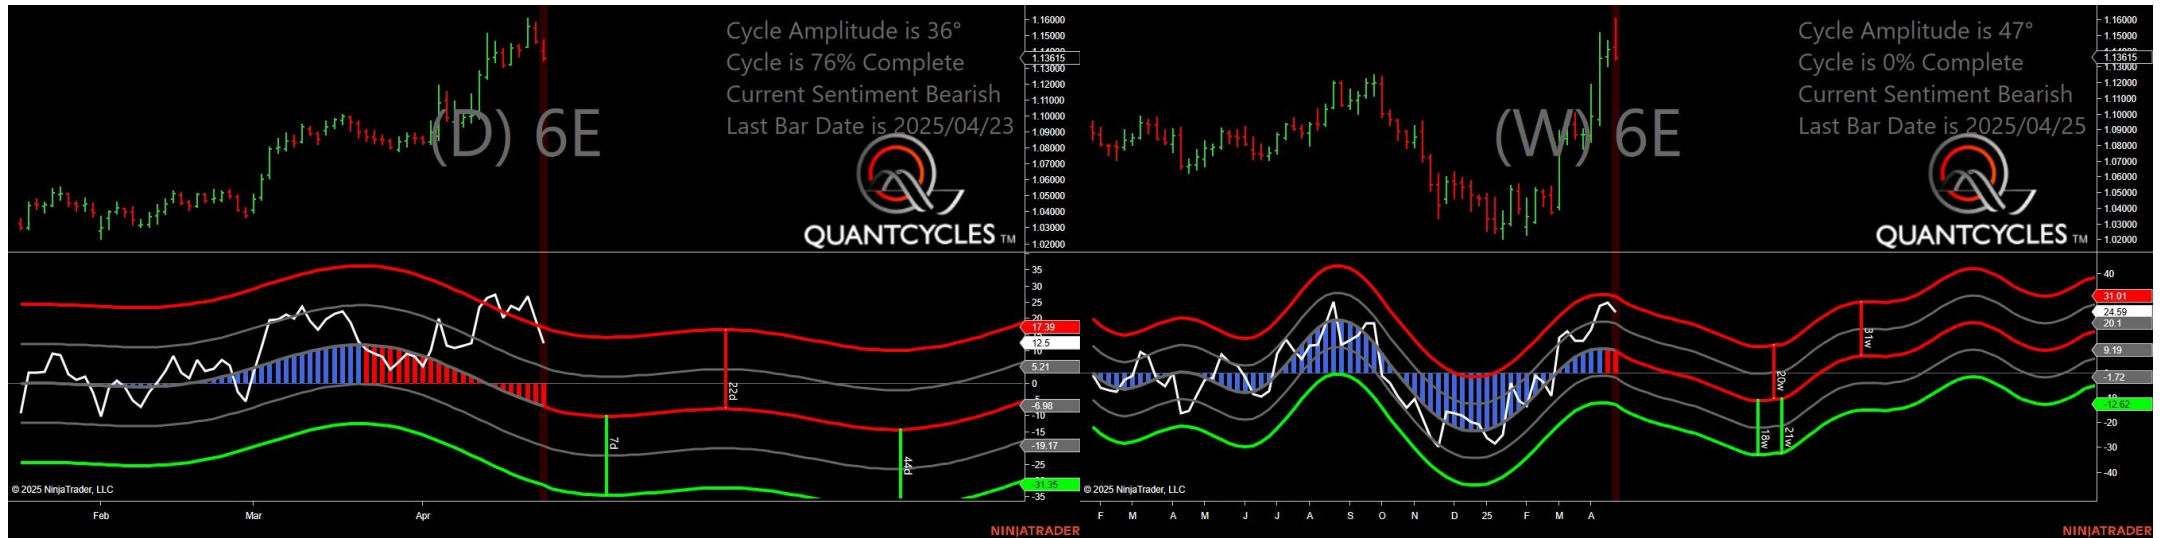 Cycle Amplitude is 36°
Cycle is 76% Complete
Current Sentiment Bearish
Last Bar Date is 2025/04/23
(D) 6E
QUANTCYCLES TM
1.16000
1.15000
1.13615
1.13000
1.12000
1.11000
1.10000
1.09000
1.08000
1.07000
1.06000
1.05000
1.04000
1.03000
1.02000
35
30
25
20
17.39
12.5
10
5.21
0
-6.98
-10
-15
-19.17
-25
-31.35
-35
22d
7d
44d
© 2025 NinjaTrader, LLC
Feb Mar Apr
NINJATRADER
Cycle Amplitude is 47°
Cycle is 0% Complete
Current Sentiment Bearish
Last Bar Date is 2025/04/25
(W) 6E
QUANTCYCLES TM
1.16000
1.15000
1.13615
1.13000
1.12000
1.11000
1.10000
1.09000
1.08000
1.07000
1.06000
1.05000
1.04000
1.03000
1.02000
40
31.01
24.59
20.1
9.19
-1.72
-12.62
-20
-30
-40
31w
20w
18w
21w
© 2025 NinjaTrader, LLC
F M A M J J A S O N D 25 F M A
NINJATRADER